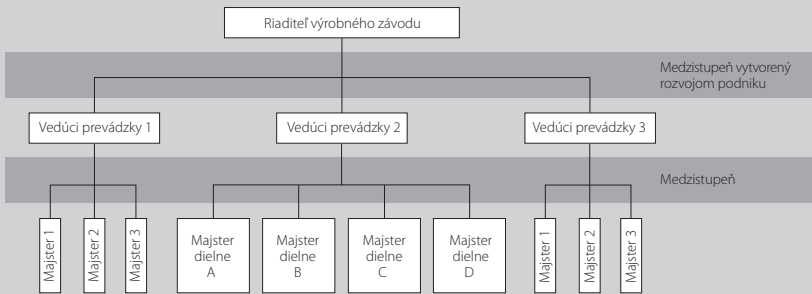 Riaditeľ výrobného závodu
Medzistupeň vytvorený
rozvojom podniku
Vedúci prevádzky 1
Vedúci prevádzky 2
Vedúci prevádzky 3
Medzistupeň
Majster 1
Majster 2
Majster 3
Majster
dielne
A
Majster
dielne
B
Majster
dielne
C
Majster
dielne
D
Majster 1
Majster 2
Majster 3